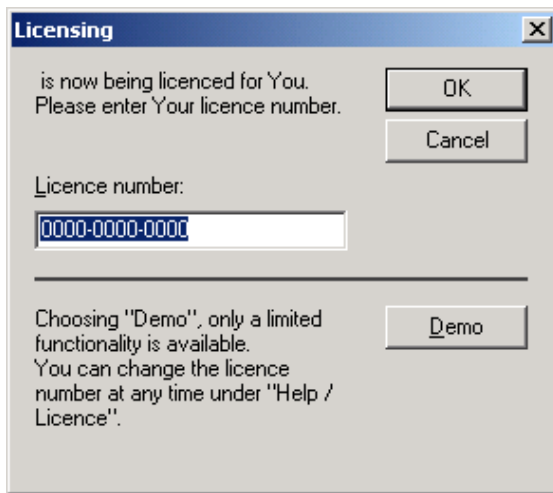 Licensing
is now being licenced for You.
Please enter Your licence number.
OK
Cancel
Licence number:
0000-0000-0000
Choosing "Demo", only a limited
functionality is available.
You can change the licence
number at any time under "Help /
Licence".
Demo